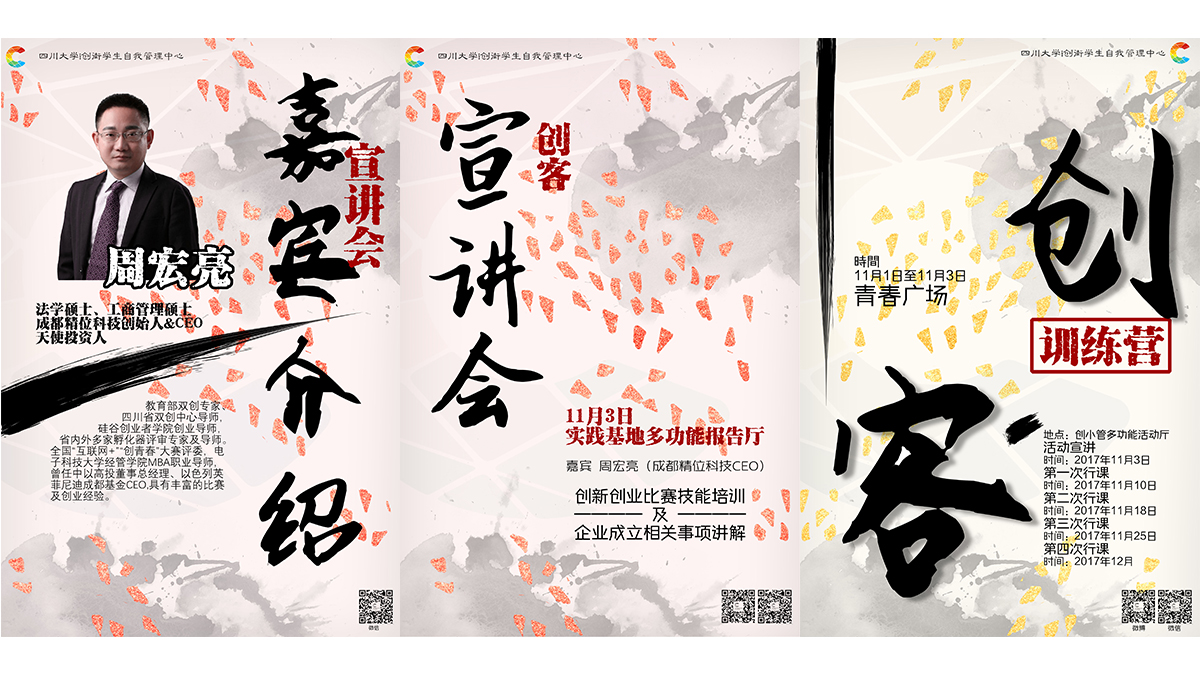 四川大学|创街学生自我管理中心
嘉宾介绍
宣讲会
周宏亮
法学硕士、工商管理硕士
成都精位科技创始人&CEO
天使投资人
教育部双创专家，
四川省双创中心导师，
硅谷创业者学院创业导师，
省内外多家孵化器评审专家及导师。
全国“互联网+”“创青春”大赛评委，电
子科技大学经管学院MBA职业导师，
曾任中以高投董事总经理、以色列英
菲尼迪成都基金CEO,具有丰富的比赛
及创业经验。
微信
四川大学|创街学生自我管理中心
宣讲会
创客
11月3日
实践基地多功能报告厅
嘉宾 周宏亮（成都精位科技CEO）
创新创业比赛技能培训
———— 及 ————
企业成立相关事项讲解
四川大学|创街学生自我管理中心
创客
训练营
時間
11月1日至11月3日
青春广场
地点：创小管多功能活动厅
活动宣讲
时间：2017年11月3日
第一次行课
时间：2017年11月10日
第二次行课
时间：2017年11月18日
第三次行课
时间：2017年11月25日
第四次行课
时间：2017年12月
微博
微信